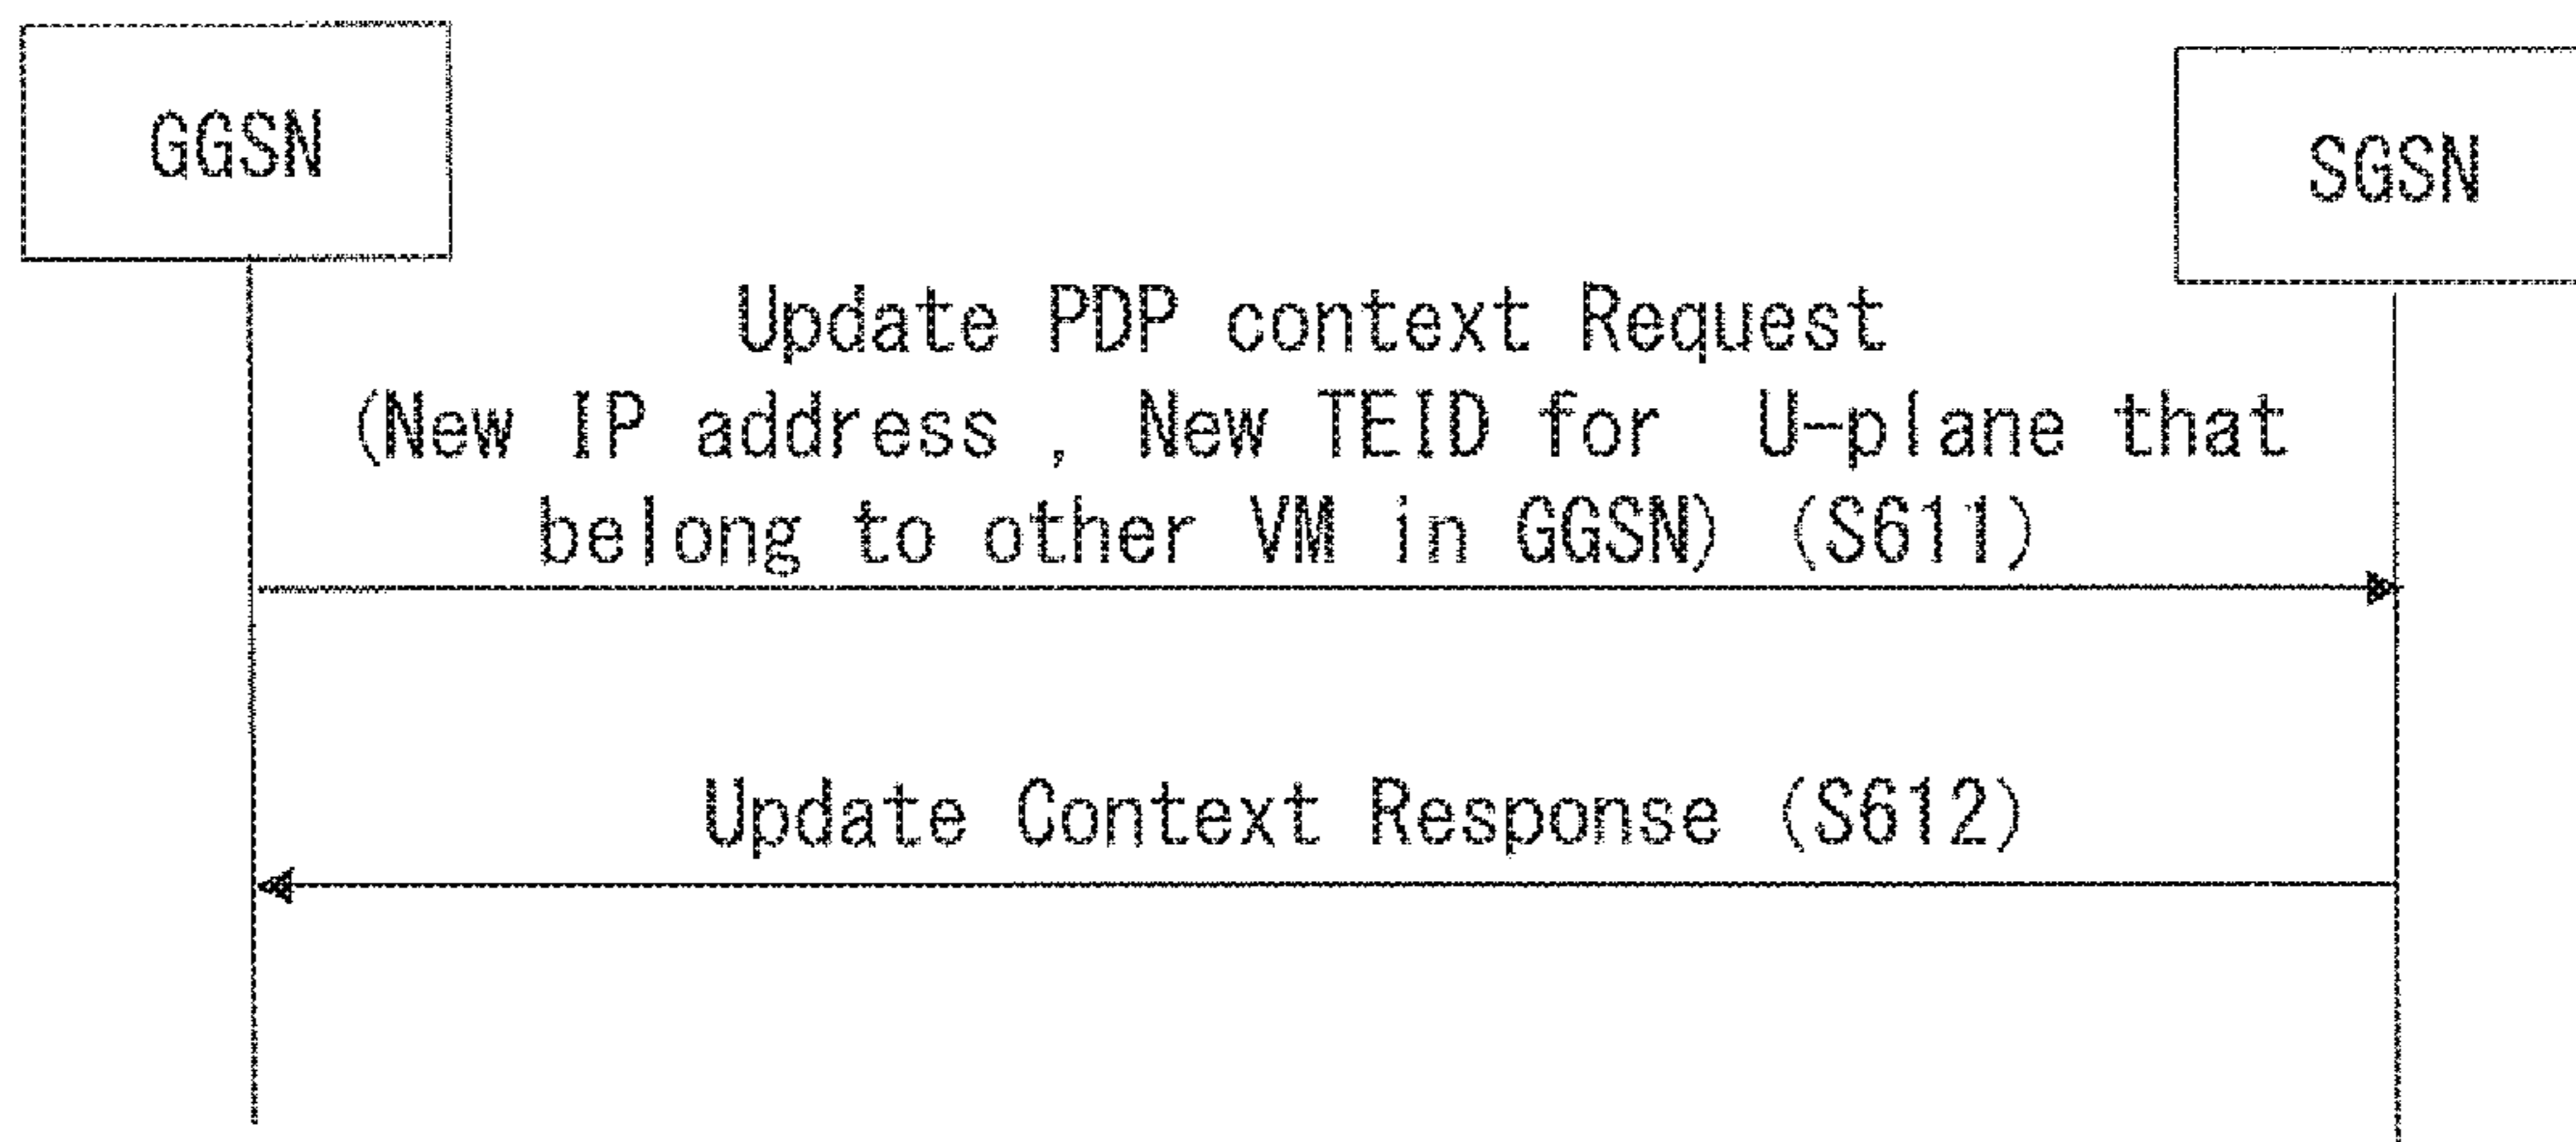 GGSN
SGSN
Update PDP context Request
(New IP address , New TEID for U-plane that
belong to other VM in GGSN) (S611)
Update Context Response (S612)